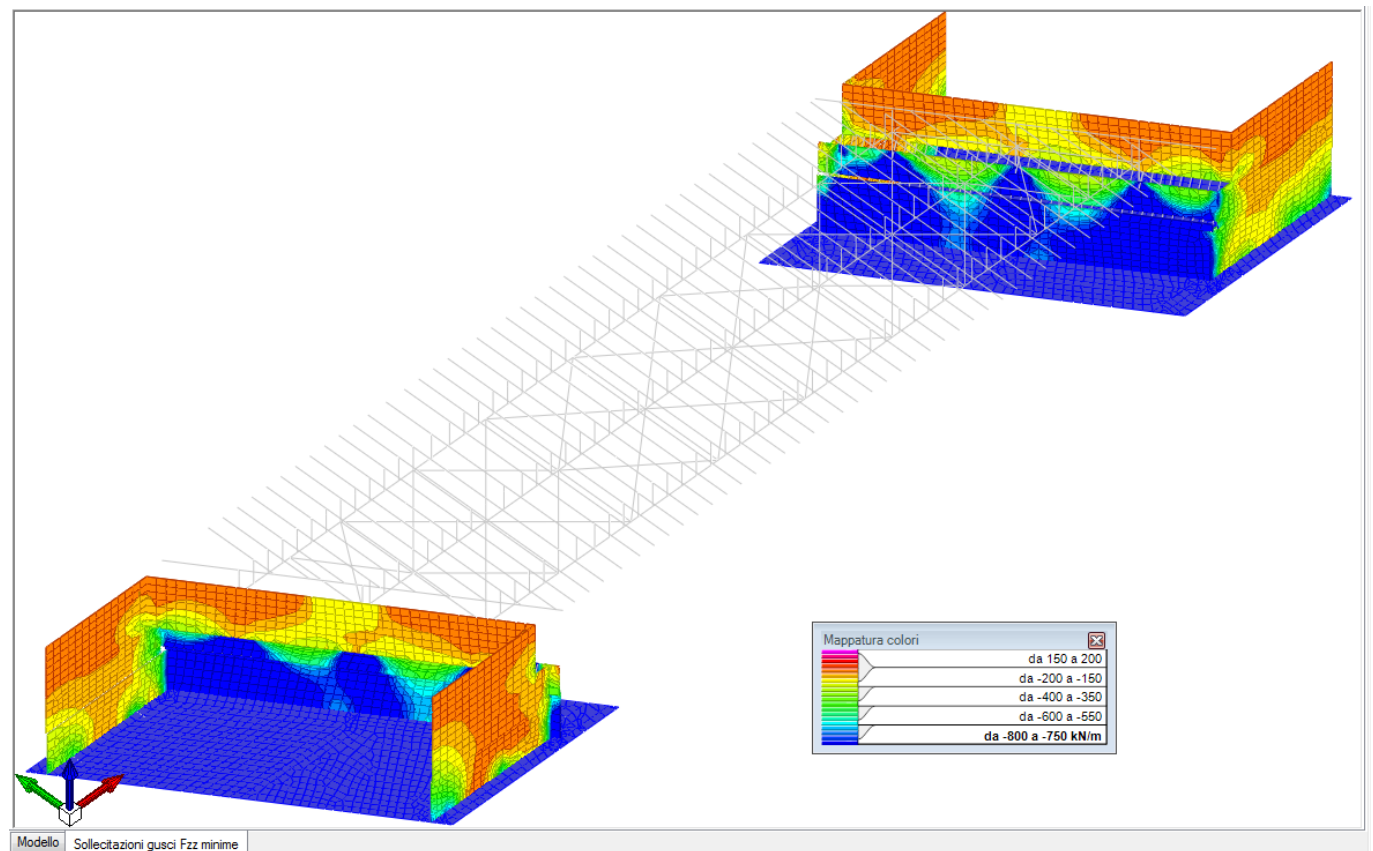 Mappatura colori
da 150 a 200
da -200 a -150
da -400 a -350
da -600 a -550
da -800 a -750 kN/m
Modello
Sollecitazioni gusci Fzz minime